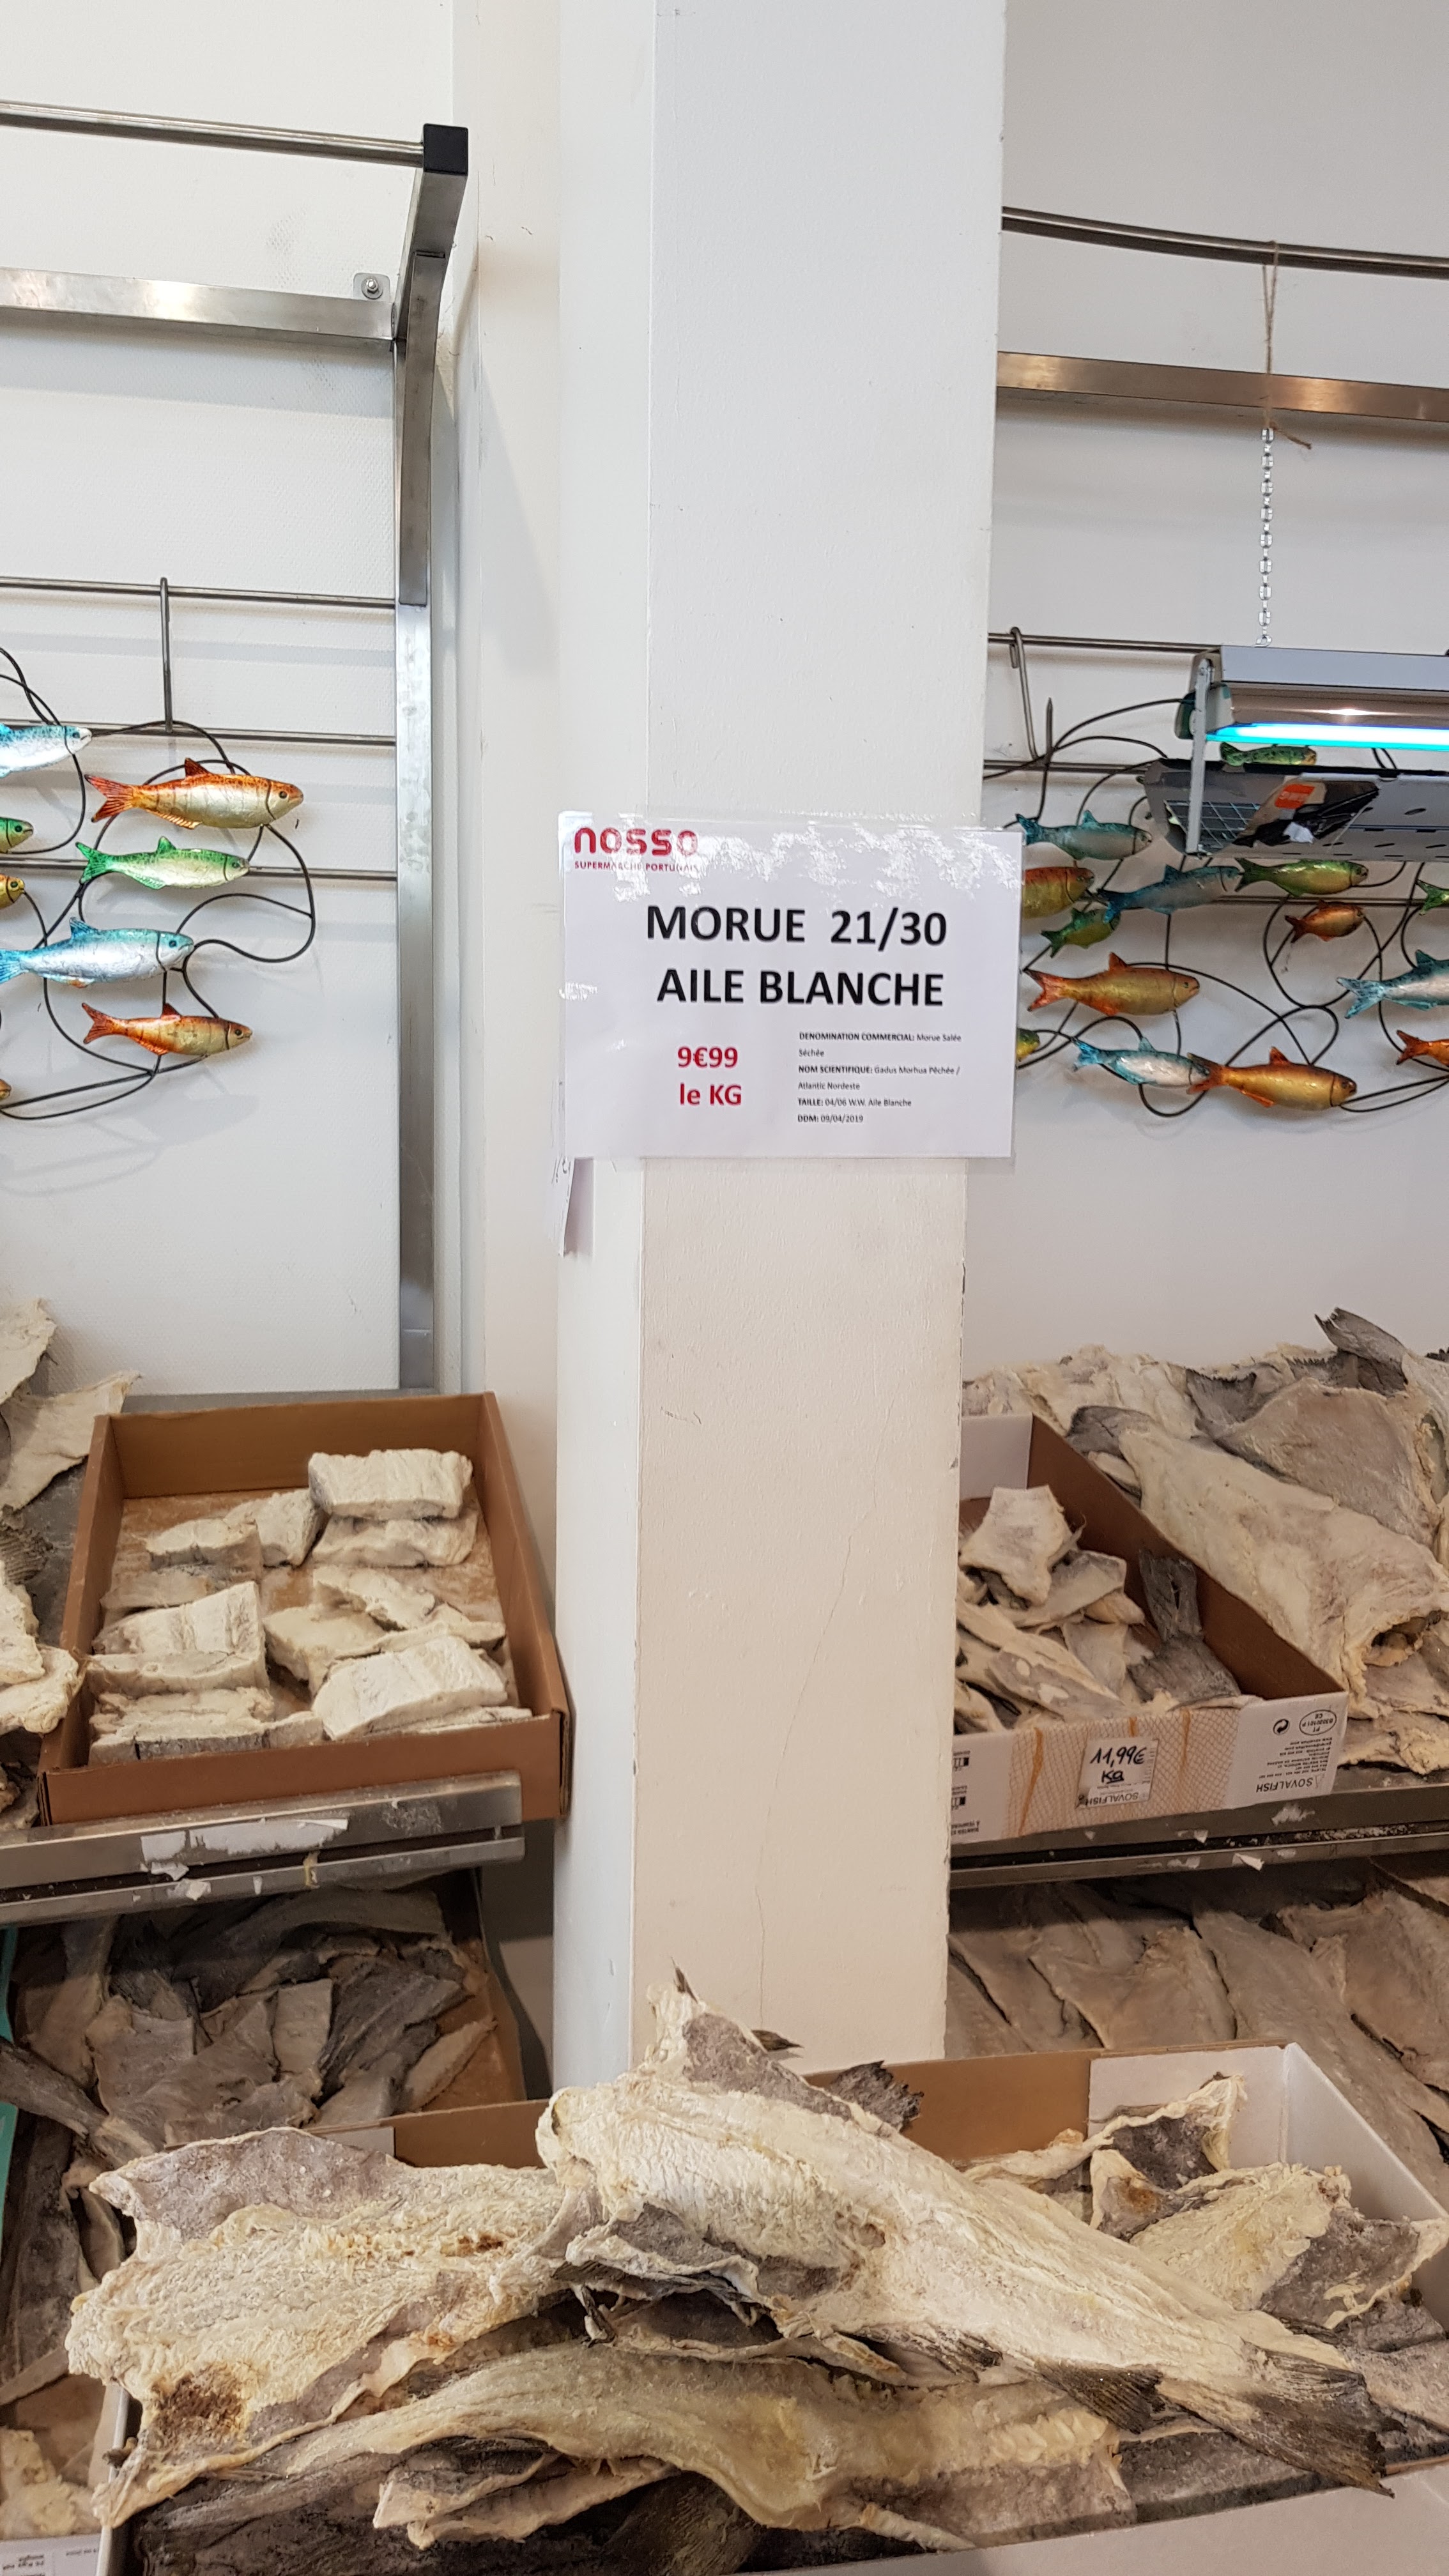 nosso
SUPERMARCHÉ PORTUGAIS
MORUE 21/30
AILE BLANCHE
9€99
le KG
DENOMINATION COMMERCIAL: Morue Salée
Séchée
NOM SCIENTIFIQUE: Gadus Morhua Pêchée /
Atlantic Nordeste
TAILLE: 04/06 W.W. Aile Blanche
DDM: 09/04/2019
11,99€
KG
SOVALFISH
SOVALFISH